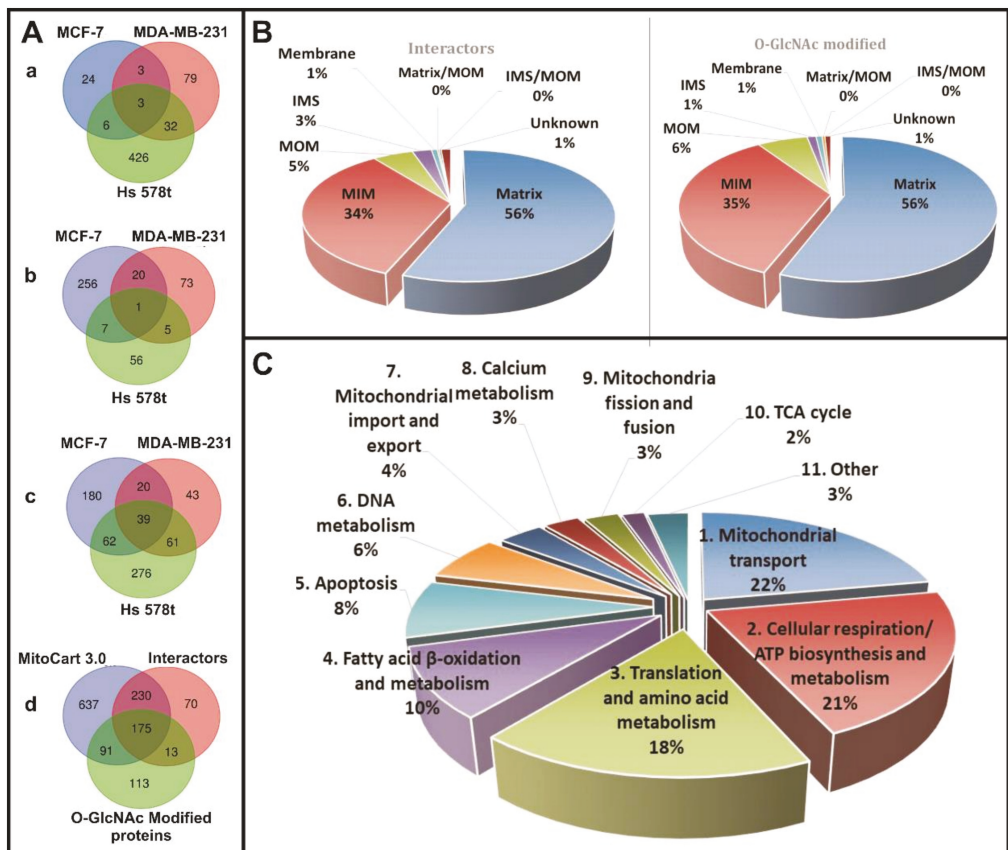 A
a
MCF-7
MDA-MB-231
24
3
79
3
6
32
426
Hs 578t
b
MCF-7
MDA-MB-231
256
20
73
1
7
5
56
Hs 578t
c
MCF-7
MDA-MB-231
180
20
43
39
62
61
276
Hs 578t
d
MitoCart 3.0
Interactors
637
230
70
175
91
13
113
O-GlcNAc Modified
proteins
B
Interactors
Membrane
1%
Matrix/MOM
0%
IMS/MOM
0%
IMS
3%
Unknown
1%
MOM
5%
MIM
34%
Matrix
56%
O-GlcNAc modified
Membrane
1%
Matrix/MOM
0%
IMS/MOM
0%
IMS
1%
Unknown
1%
MOM
6%
MIM
35%
Matrix
56%
C
7.
Mitochondrial
import and
export
4%
8. Calcium
metabolism
3%
9. Mitochondria
fission and
fusion
3%
10. TCA cycle
2%
11. Other
3%
6. DNA
metabolism
6%
5. Apoptosis
8%
4. Fatty acid β-oxidation
and metabolism
10%
3. Translation
and amino acid
metabolism
18%
2. Cellular respiration/
ATP biosynthesis and
metabolism
21%
1. Mitochondrial
transport
22%